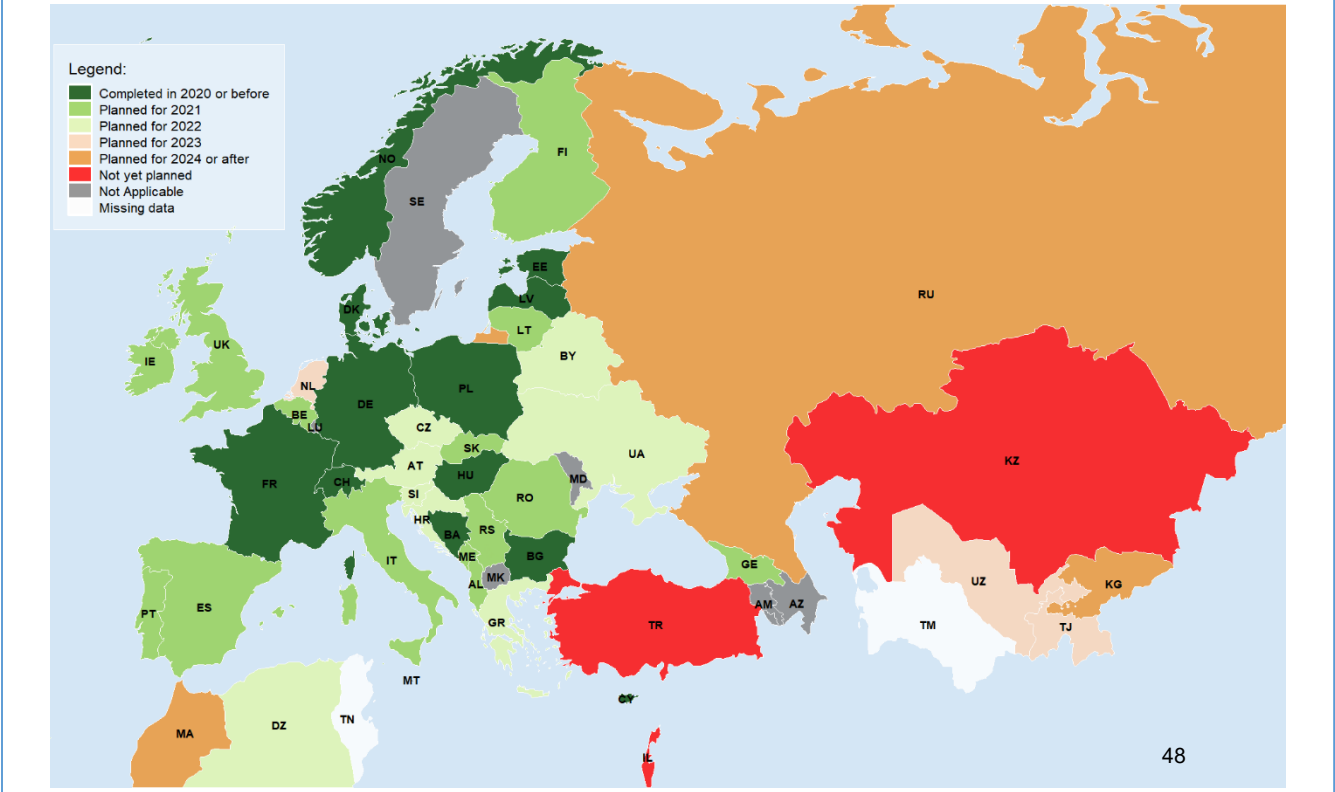 Legend:
Completed in 2020 or before
Planned for 2021
Planned for 2022
Planned for 2023
Planned for 2024 or after
Not yet planned
Not Applicable
Missing data
NO
FI
SE
EE
RU
LV
DK
LT
UK
BY
IE
NL
PL
DE
BE
LU
CZ
SK
UA
KZ
AT
HU
MD
FR
CH
SI
RO
HR
RS
BA
ME
BG
IT
GE
MK
UZ
KG
AL
AM
AZ
ES
PT
GR
TR
TM
TJ
MT
CY
TN
DZ
MA
IL
48